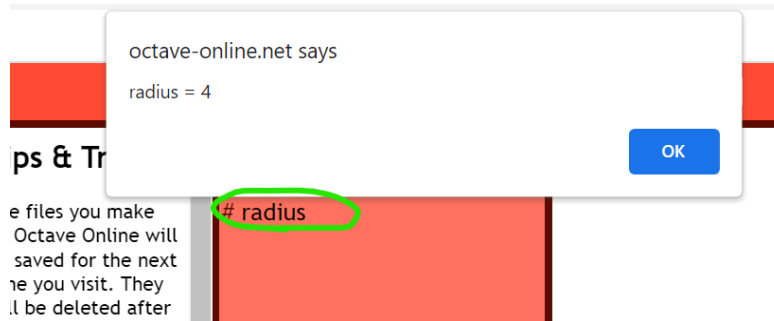 octave-online.net says
radius = 4
OK
ips & Tr
# radius
e files you make
Octave Online will
saved for the next
ne you visit. They
ll be deleted after